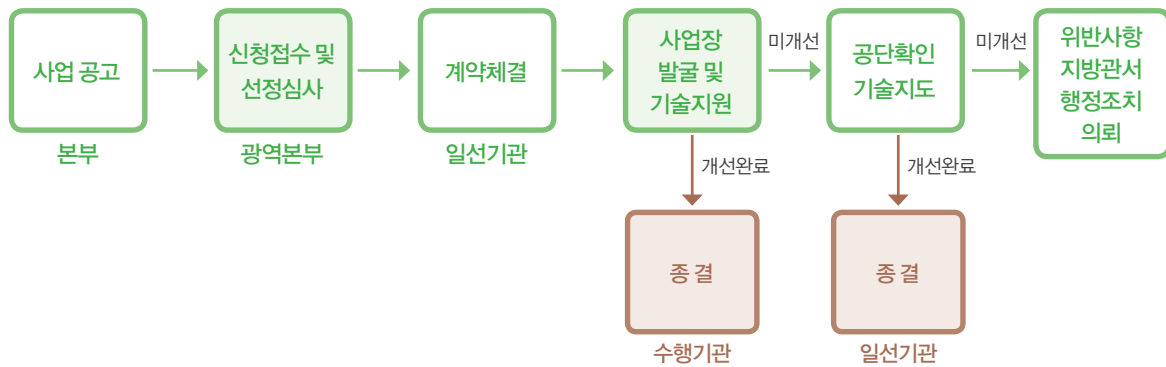 사업 공고
본부
신청접수 및
선정심사
광역본부
계약체결
일선기관
사업장
발굴 및
기술지원
미개선
공단확인
기술지도
미개선
위반사항
지방관서
행정조치
의뢰
개선완료
종 결
수행기관
개선완료
종 결
일선기관